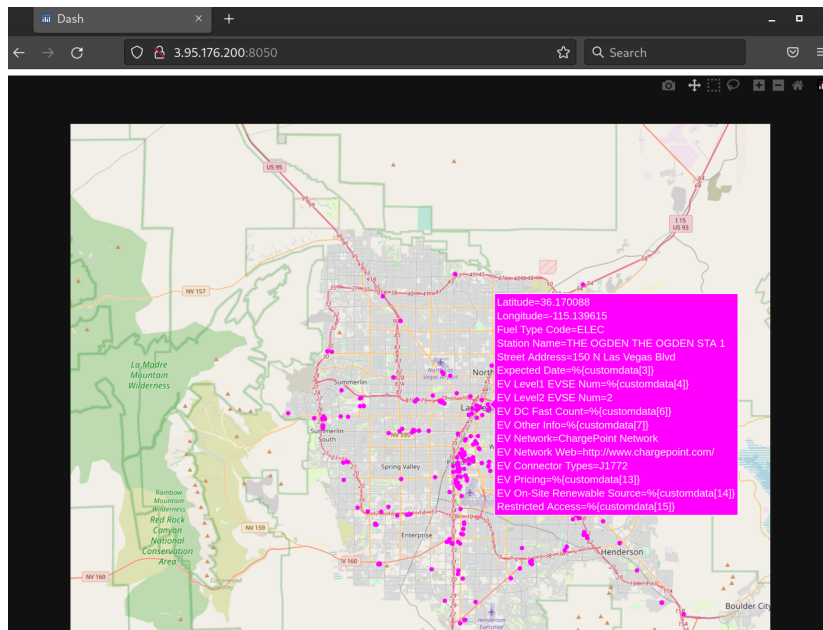 Dash
3.95.176.200:8050
Search
US 95
I 15
US 93
NV 157
La Madre
Mountain
Wilderness
Summerlin
Summerlin
South
NV 595
Spring Valley
Rainbow
Mountain
Wilderness
Red Rock
Canyon
National
Conservation
Area
NV 159
Cottonwood
Valley
NV 160
NV 160
Enterprise
Henderson
Henderson
Executive
Boulder City
Latitude=36.170088
Longitude=-115.139615
Fuel Type Code=ELEC
Station Name=THE OGDEN THE OGDEN STA 1
Street Address=150 N Las Vegas Blvd
Expected Date=%{customdata[3]}
EV Level1 EVSE Num=%{customdata[4]}
EV Level2 EVSE Num=2
EV DC Fast Count=%{customdata[6]}
EV Other Info=%{customdata[7]}
EV Network=ChargePoint Network
EV Network Web=http://www.chargepoint.com/
EV Connector Types=J1772
EV Pricing=%{customdata[13]}
EV On-Site Renewable Source=%{customdata[14]}
Restricted Access=%{customdata[15]}